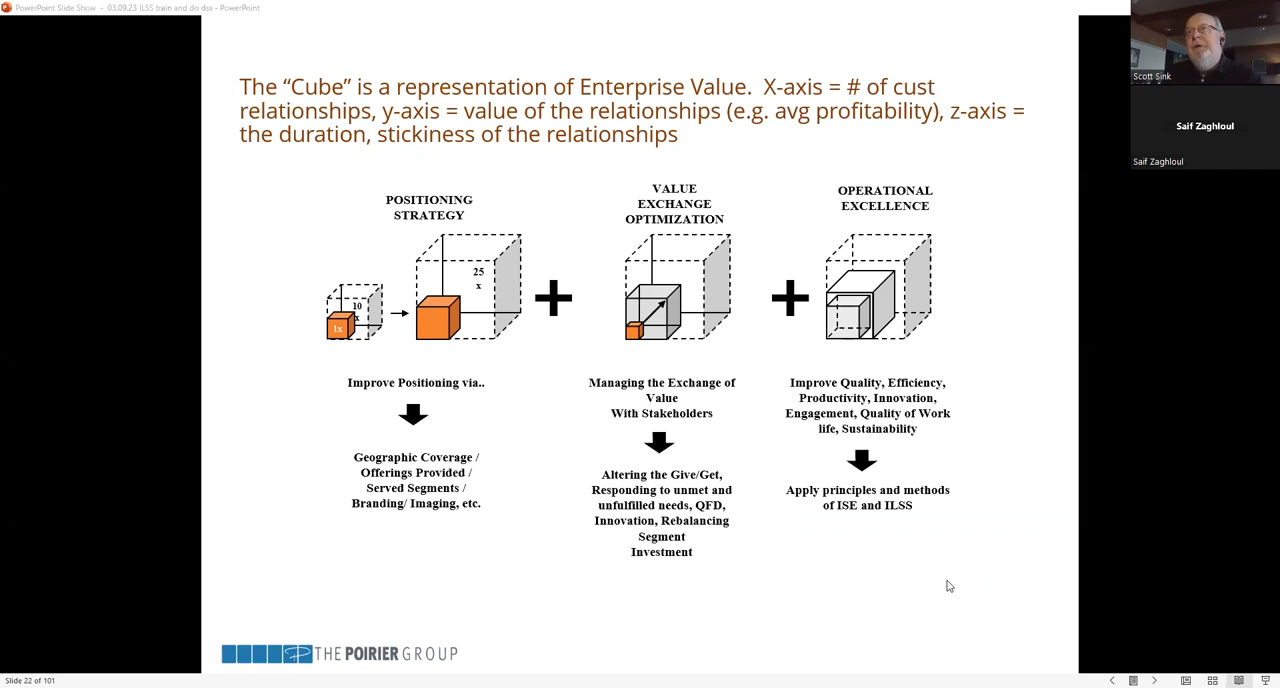 PowerPoint Slide Show - 03.09.23 ILSS train and do dss - PowerPoint
Scott Sink
Saif Zaghloul
Saif Zaghloul
The “Cube” is a representation of Enterprise Value. X-axis = # of cust
relationships, y-axis = value of the relationships (e.g. avg profitability), z-axis =
the duration, stickiness of the relationships
POSITIONING
STRATEGY
10
x
1x
25
x
Improve Positioning via..
Geographic Coverage /
Offerings Provided /
Served Segments /
Branding/ Imaging, etc.
VALUE
EXCHANGE
OPTIMIZATION
Managing the Exchange of
Value
With Stakeholders
Altering the Give/Get,
Responding to unmet and
unfulfilled needs, QFD,
Innovation, Rebalancing
Segment
Investment
OPERATIONAL
EXCELLENCE
Improve Quality, Efficiency,
Productivity, Innovation,
Engagement, Quality of Work
life, Sustainability
Apply principles and methods
of ISE and ILSS
THE POIRIER GROUP
Slide 22 of 101